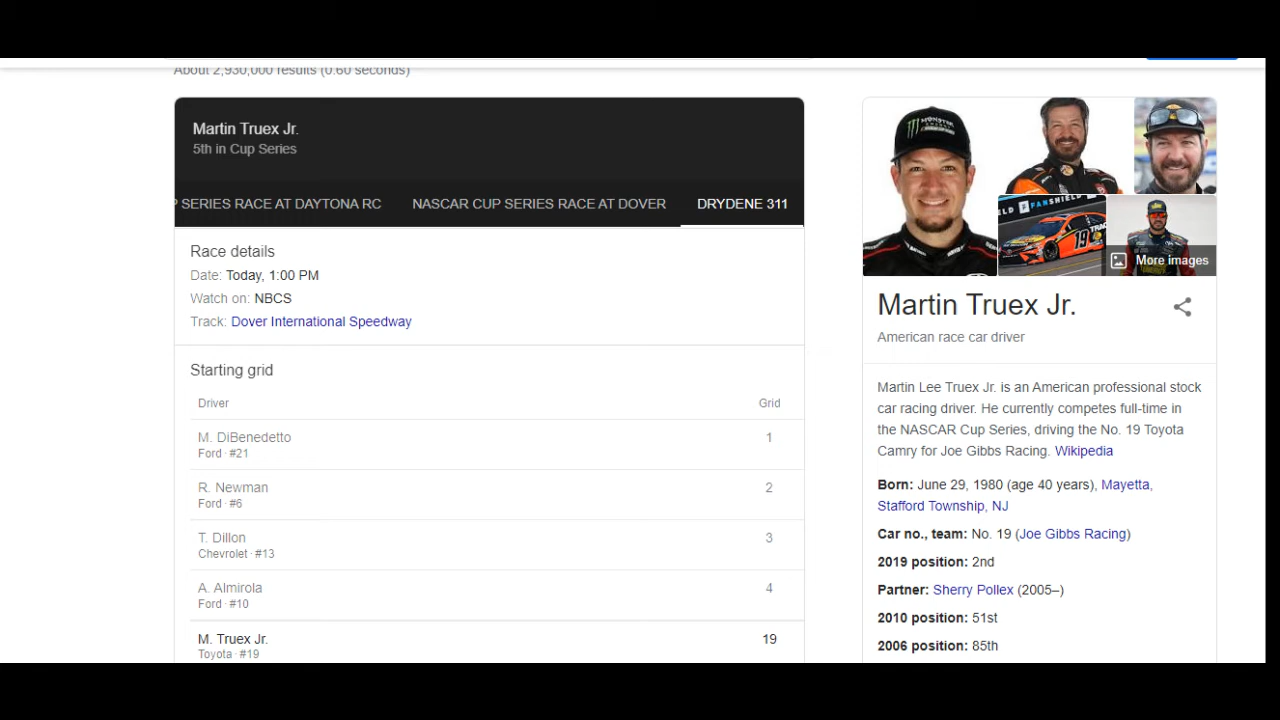 About 2,930,000 results (0.60 seconds)
Martin Truex Jr.
5th in Cup Series
SERIES RACE AT DAYTONA RC
NASCAR CUP SERIES RACE AT DOVER
DRYDENE 311
Race details
Date: Today, 1:00 PM
Watch on: NBCS
Track: Dover International Speedway
Starting grid
Driver Grid
M. DiBenedetto 1
Ford · #21
R. Newman 2
Ford · #6
T. Dillon 3
Chevrolet · #13
A. Almirola 4
Ford · #10
M. Truex Jr. 19
Toyota · #19
MONSTER
FANSHIELD
19
More images
Martin Truex Jr.
American race car driver
Martin Lee Truex Jr. is an American professional stock
car racing driver. He currently competes full-time in
the NASCAR Cup Series, driving the No. 19 Toyota
Camry for Joe Gibbs Racing. Wikipedia
Born: June 29, 1980 (age 40 years), Mayetta,
Stafford Township, NJ
Car no., team: No. 19 (Joe Gibbs Racing)
2019 position: 2nd
Partner: Sherry Pollex (2005–)
2010 position: 51st
2006 position: 85th